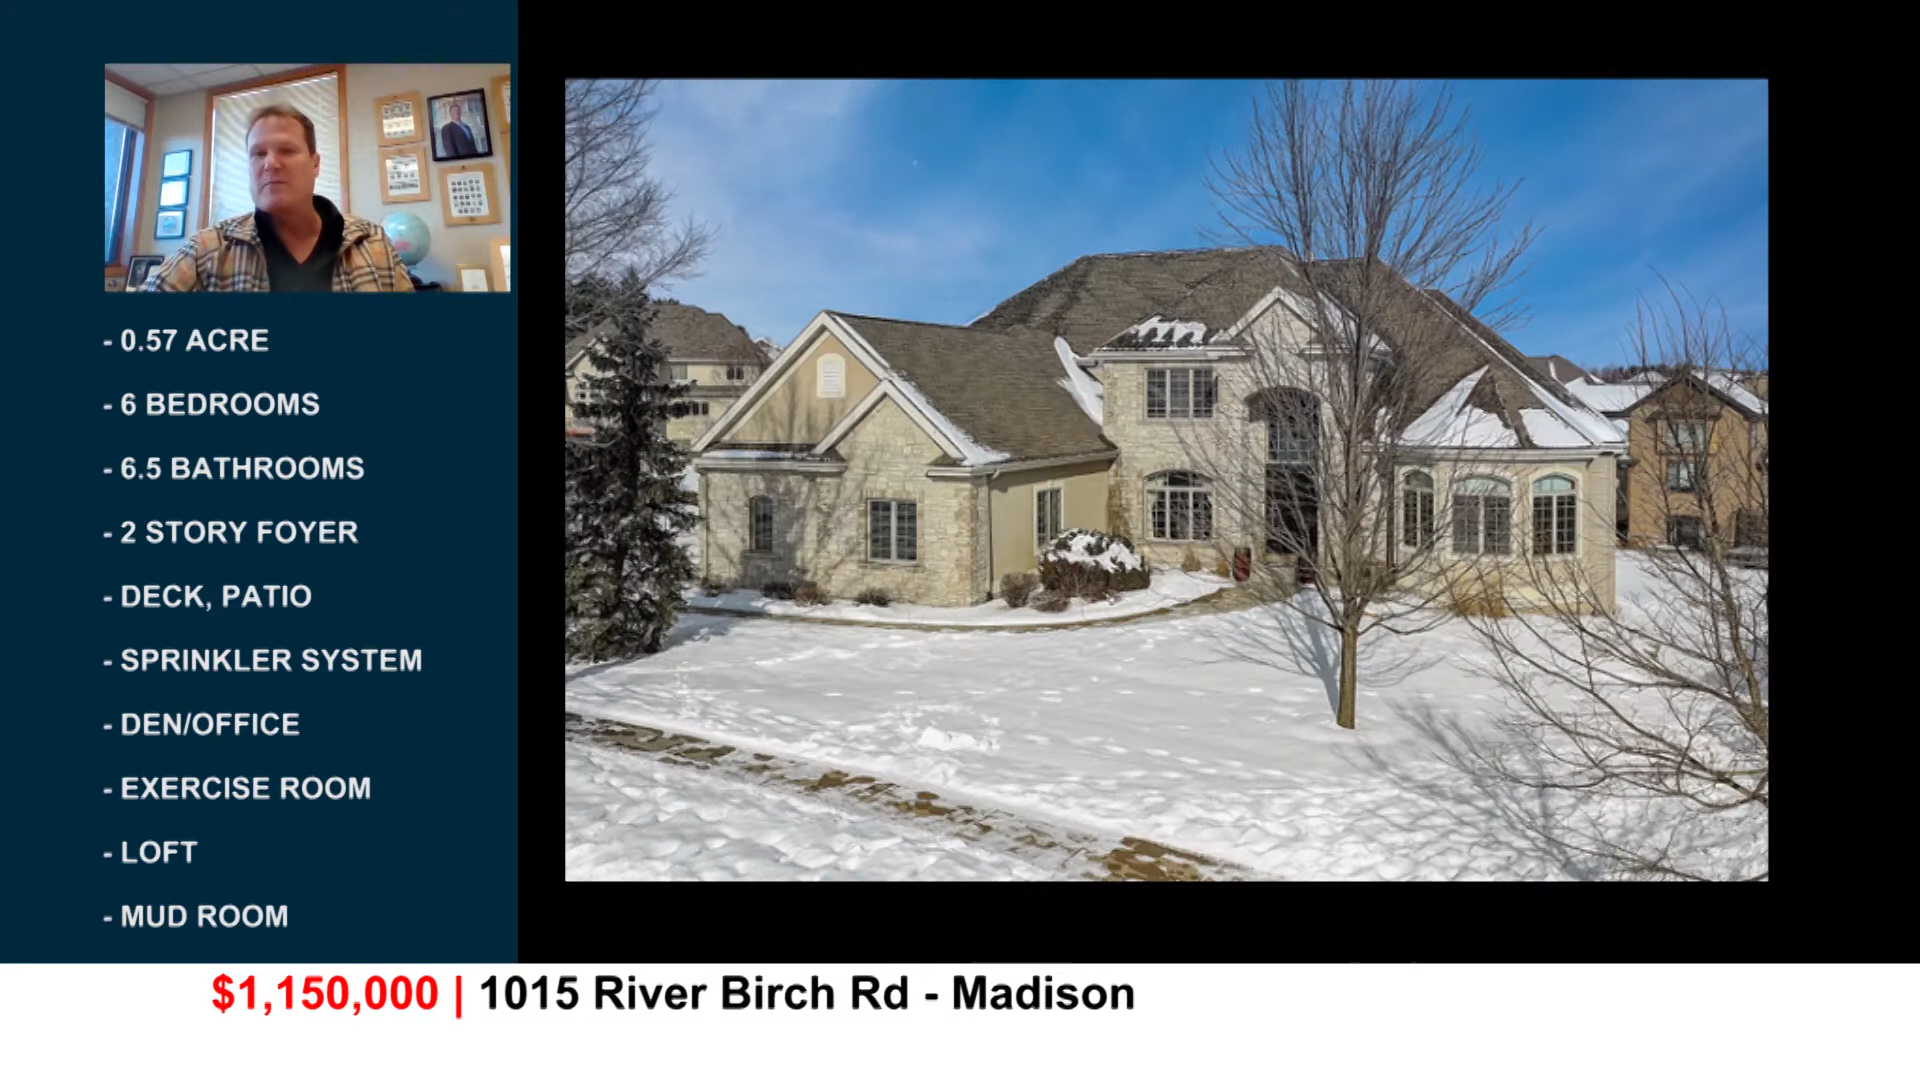 - 0.57 ACRE
- 6 BEDROOMS
- 6.5 BATHROOMS
- 2 STORY FOYER
- DECK, PATIO
- SPRINKLER SYSTEM
- DEN/OFFICE
- EXERCISE ROOM
- LOFT
- MUD ROOM
$1,150,000 | 1015 River Birch Rd - Madison